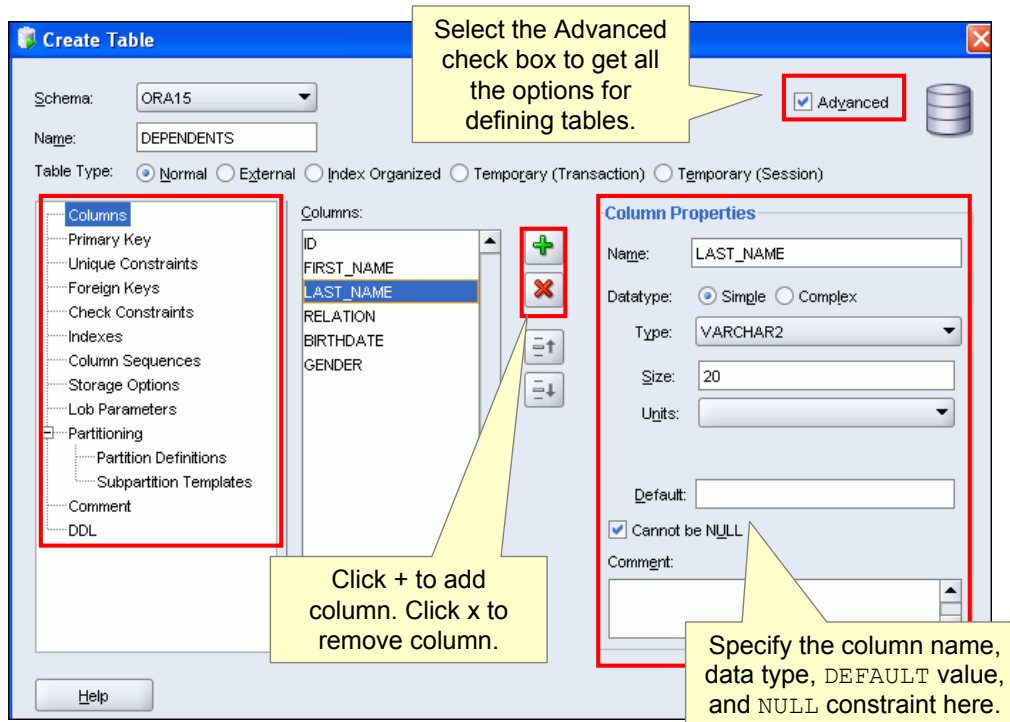 Create Table
Select the Advanced
check box to get all
the options for
defining tables.
Schema:
ORA15
Advanced
Name:
DEPENDENTS
Table Type:
Normal
External
Index Organized
Temporary (Transaction)
Temporary (Session)
Columns
Primary Key
Unique Constraints
Foreign Keys
Check Constraints
Indexes
Column Sequences
Storage Options
Lob Parameters
Partitioning
Partition Definitions
Subpartition Templates
Comment
DDL
Columns:
ID
FIRST_NAME
LAST_NAME
RELATION
BIRTHDATE
GENDER
Column Properties
Name:
LAST_NAME
Datatype:
Simple
Complex
Type:
VARCHAR2
Size:
20
Units:
Default:
Cannot be NULL
Comment:
Click + to add
column. Click x to
remove column.
Specify the column name,
data type, DEFAULT value,
and NULL constraint here.
Help